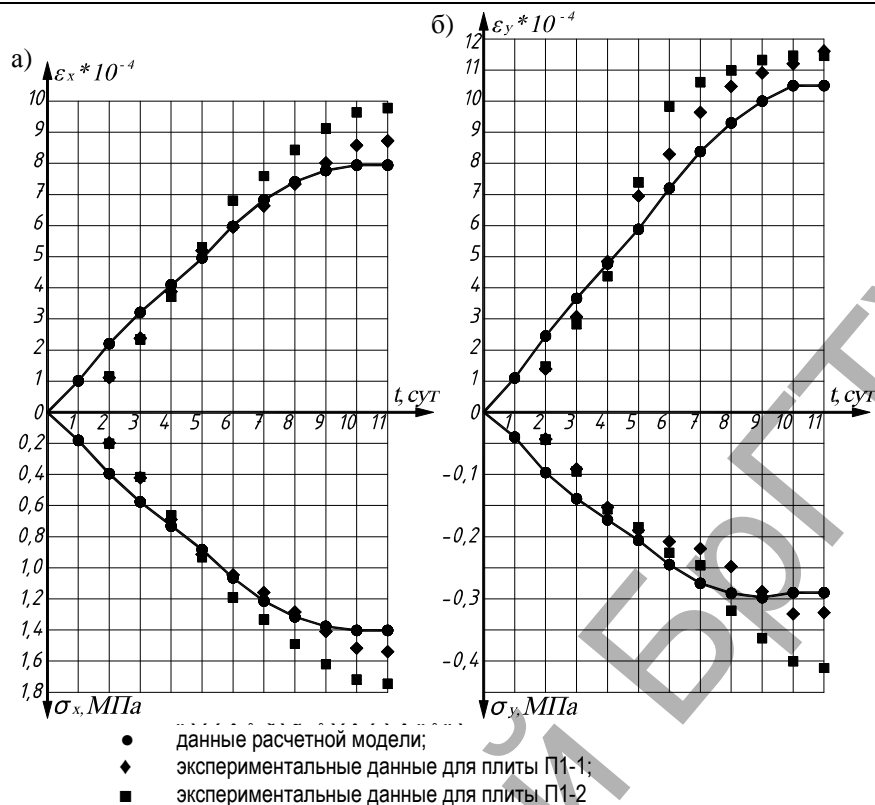 а)
εx *10⁻⁴
10
9
8
7
6
5
4
3
2
1
0
t, сут
1 2 3 4 5 6 7 8 9 10 11
0,2
0,4
0,6
0,8
1,0
1,2
1,4
1,6
1,8
σx, МПа
б)
εy *10⁻⁴
12
11
10
9
8
7
6
5
4
3
2
1
0
t, сут
1 2 3 4 5 6 7 8 9 10 11
-0,1
-0,2
-0,3
-0,4
σy, МПа
● данные расчетной модели;
♦ экспериментальные данные для плиты П1-1;
■ экспериментальные данные для плиты П1-2
й БрГТУ